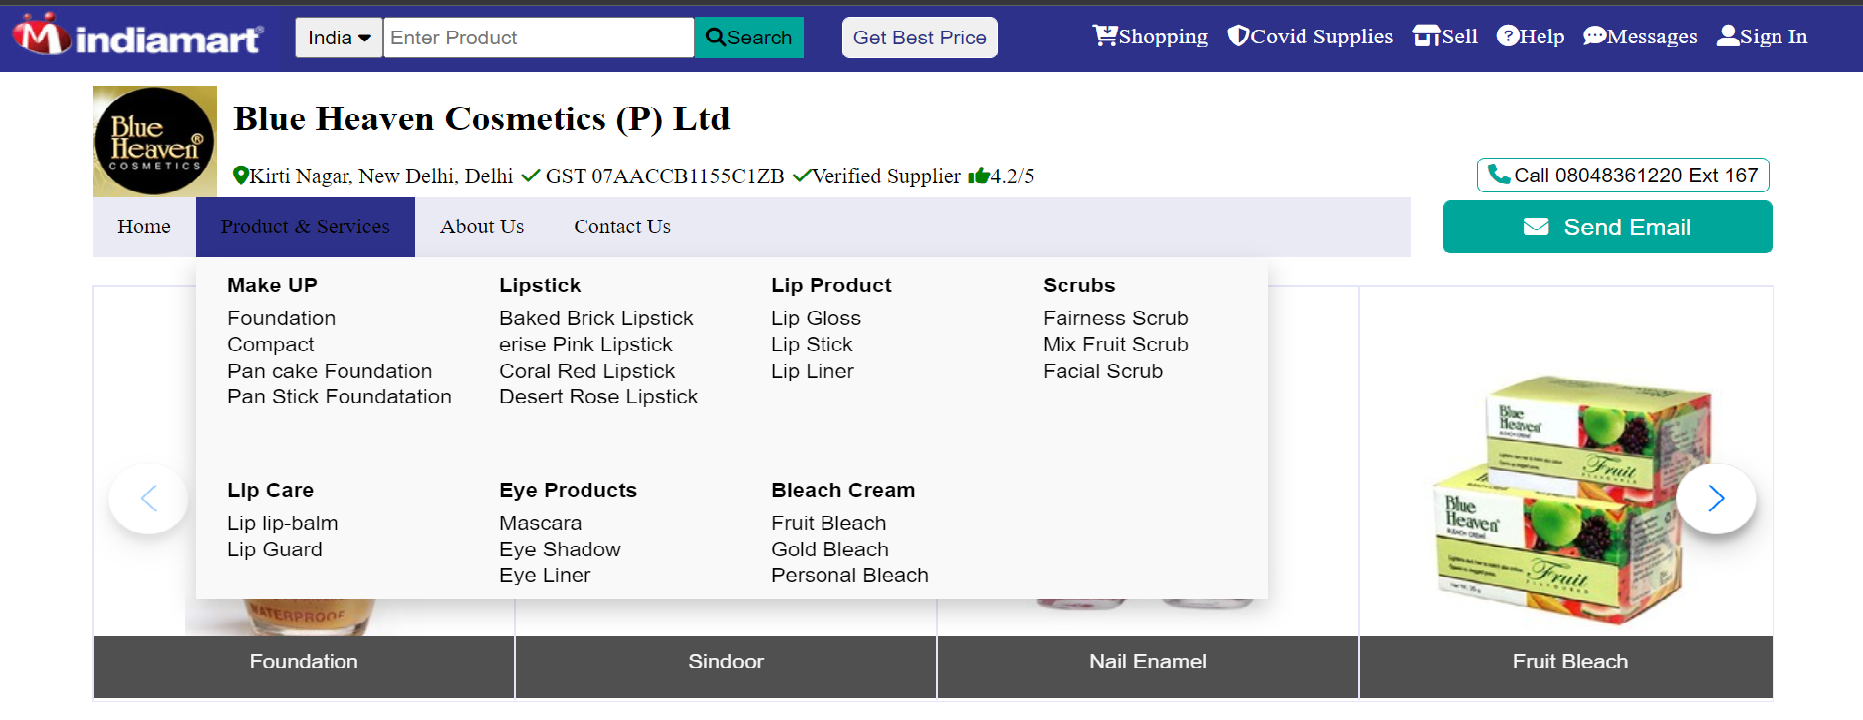 indiamart
India
Enter Product
Search
Get Best Price
Shopping
Covid Supplies
Sell
Help
Messages
Sign In
Blue
Heaven®
COSMETICS
Blue Heaven Cosmetics (P) Ltd
Kirti Nagar, New Delhi, Delhi GST 07AACCB1155C1ZB Verified Supplier 4.2/5
Call 08048361220 Ext 167
Home
Product & Services
About Us
Contact Us
Send Email
Make UP
Foundation
Compact
Pan cake Foundation
Pan Stick Foundatation
Lipstick
Baked Brick Lipstick
erise Pink Lipstick
Coral Red Lipstick
Desert Rose Lipstick
Lip Product
Lip Gloss
Lip Stick
Lip Liner
Scrubs
Fairness Scrub
Mix Fruit Scrub
Facial Scrub
LIp Care
Lip lip-balm
Lip Guard
Eye Products
Mascara
Eye Shadow
Eye Liner
Bleach Cream
Fruit Bleach
Gold Bleach
Personal Bleach
WATERPROOF
Blue
Heaven
BLEACH CREME
Fruit
Blue
Heaven
BLEACH CREME
Fruit
Foundation
Sindoor
Nail Enamel
Fruit Bleach